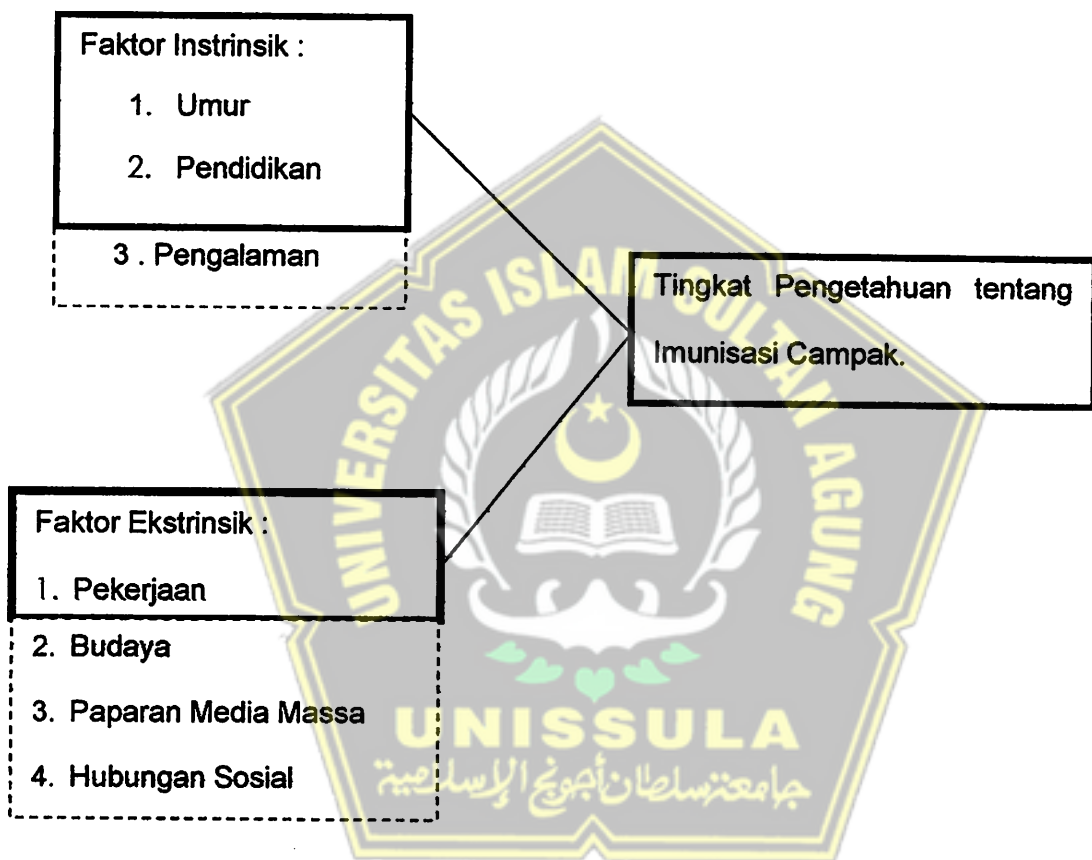 Faktor Instrinsik :
1. Umur
2. Pendidikan
3 . Pengalaman
Tingkat Pengetahuan tentang
Imunisasi Campak.
Faktor Ekstrinsik :
1. Pekerjaan
2. Budaya
3. Paparan Media Massa
4. Hubungan Sosial
UNIVERSITAS ISLAM SULTAN AGUNG
UNISSULA
جامعة سلطان أجونج الإسلامية